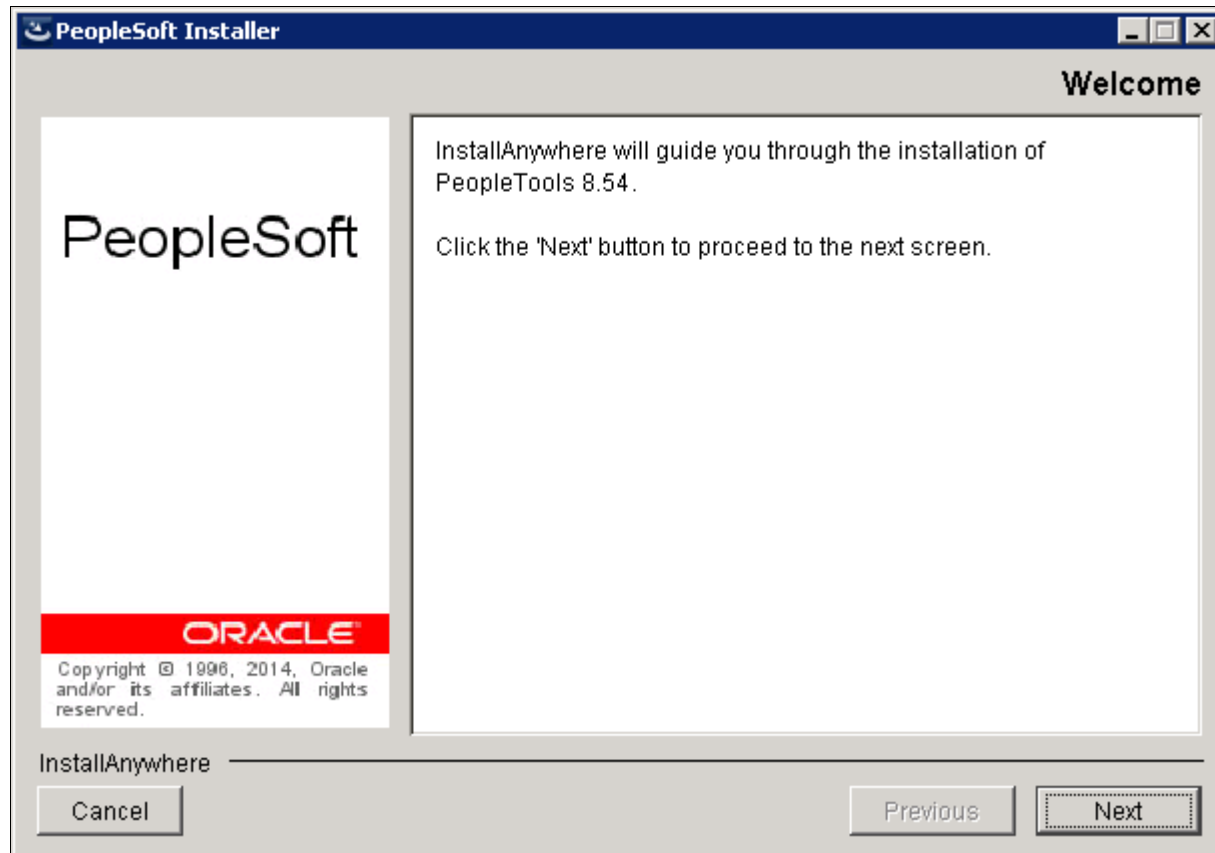 PeopleSoft Installer
Welcome
PeopleSoft
ORACLE
Copyright © 1996, 2014, Oracle
and/or its affiliates. All rights
reserved.
InstallAnywhere will guide you through the installation of
PeopleTools 8.54.
Click the 'Next' button to proceed to the next screen.
InstallAnywhere
Cancel
Previous
Next